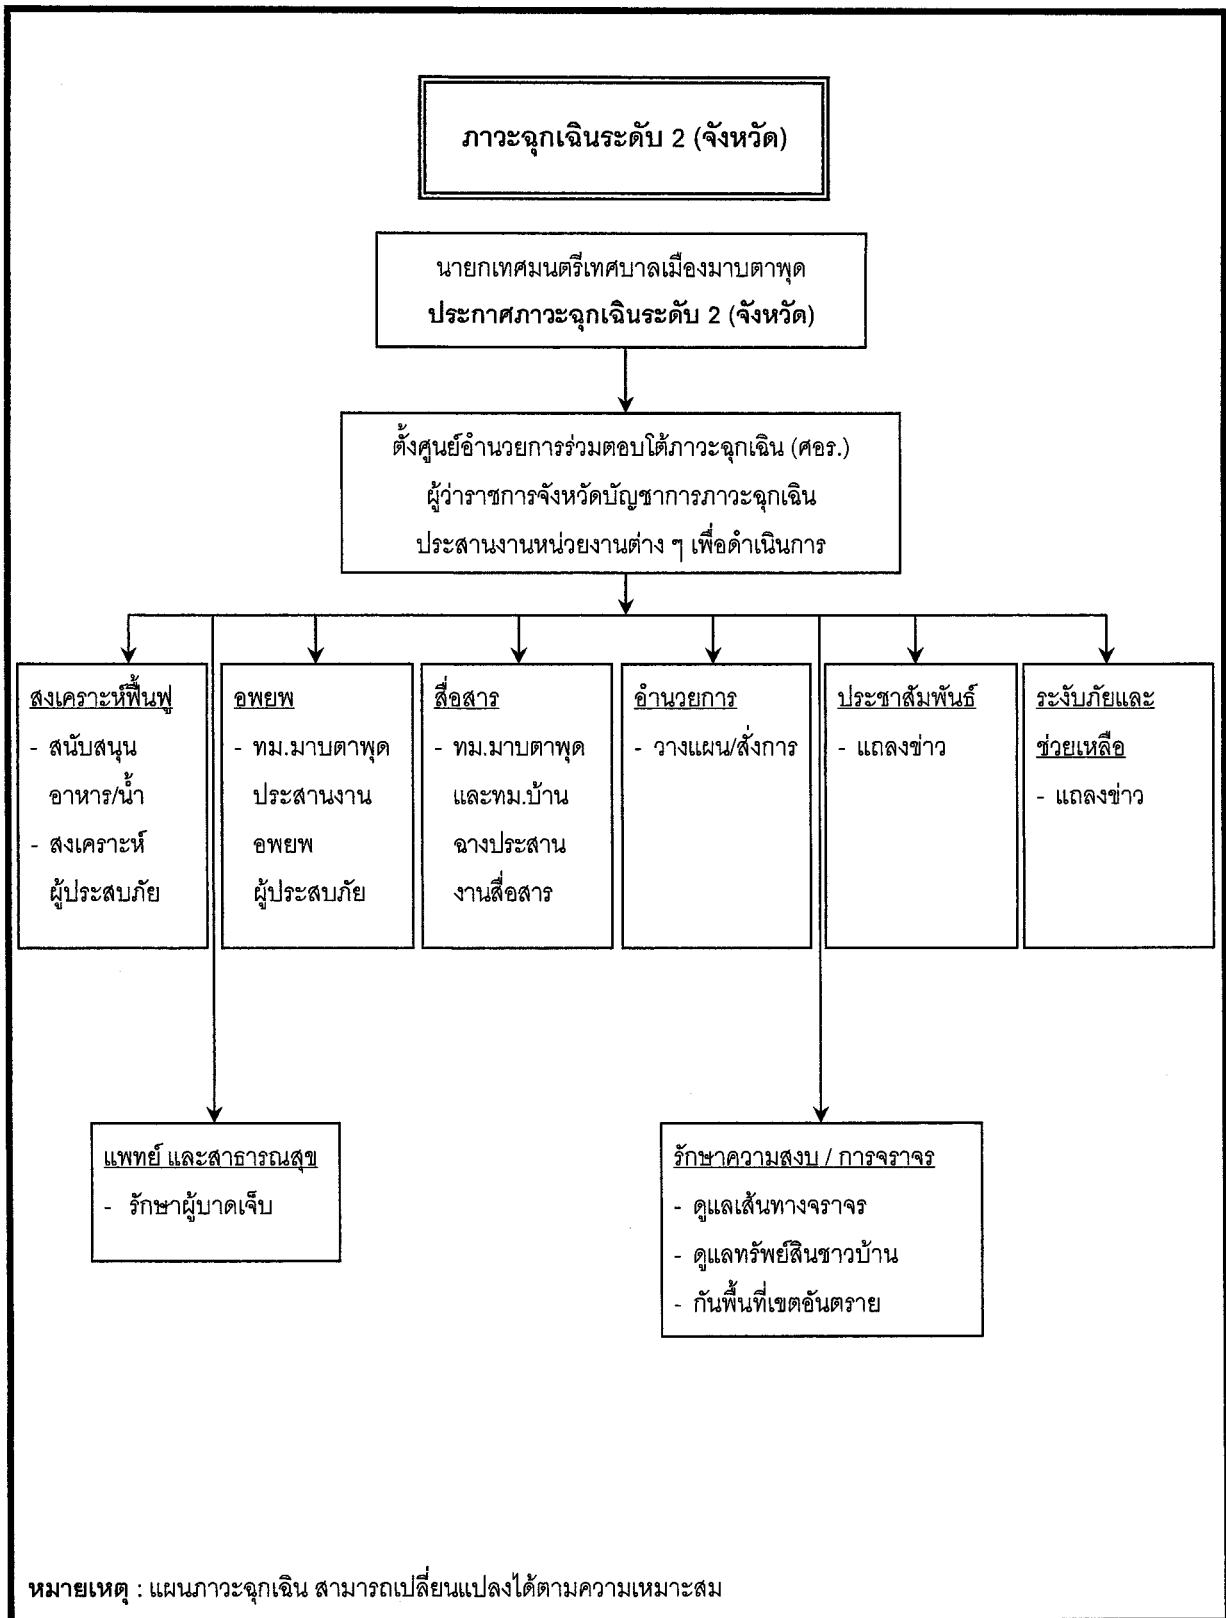 ภาวะฉุกเฉินระดับ 2 (จังหวัด)
นายกเทศมนตรีเทศบาลเมืองมาบตาพุด
ประกาศภาวะฉุกเฉินระดับ 2 (จังหวัด)
ตั้งศูนย์อำนวยการร่วมตอบโต้ภาวะฉุกเฉิน (ศอร.)
ผู้ว่าราชการจังหวัดบัญชาการภาวะฉุกเฉิน
ประสานงานหน่วยงานต่าง ๆ เพื่อดำเนินการ
สงเคราะห์ฟื้นฟู
- สนับสนุน
อาหาร/น้ำ
- สงเคราะห์
ผู้ประสบภัย
อพยพ
- ทม.มาบตาพุด
ประสานงาน
อพยพ
ผู้ประสบภัย
สื่อสาร
- ทม.มาบตาพุด
และทม.บ้าน
ฉางประสาน
งานสื่อสาร
อำนวยการ
- วางแผน/สั่งการ
ประชาสัมพันธ์
- แถลงข่าว
ระงับภัยและ
ช่วยเหลือ
- แถลงข่าว
แพทย์ และสาธารณสุข
- รักษาผู้บาดเจ็บ
รักษาความสงบ / การจราจร
- ดูแลเส้นทางจราจร
- ดูแลทรัพย์สินชาวบ้าน
- กันพื้นที่เขตอันตราย
หมายเหตุ : แผนภาวะฉุกเฉิน สามารถเปลี่ยนแปลงได้ตามความเหมาะสม